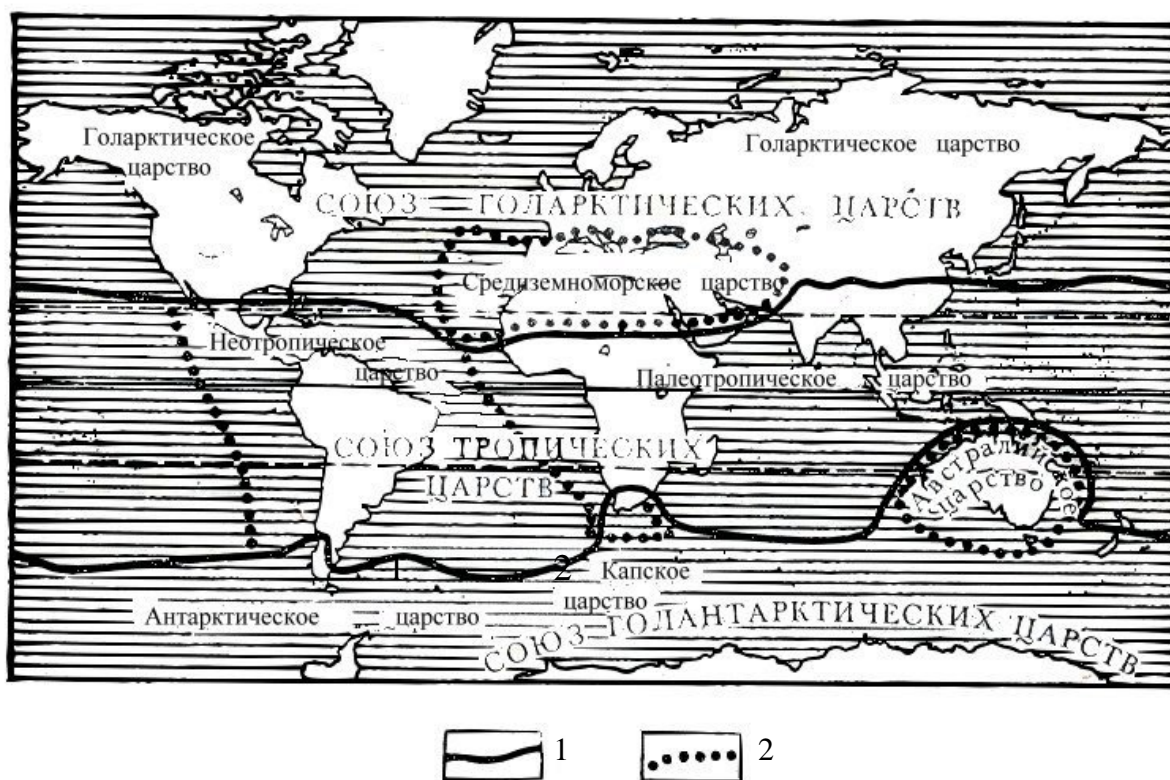 Голарктическое
царство
Голарктическое царство
СОЮЗ ГОЛАРКТИЧЕСКИХ ЦАРСТВ
Средиземноморское царство
Неотропическое
царство
Палеотропическое царство
СОЮЗ ТРОПИЧЕСКИХ
ЦАРСТВ
Австралийское
царство
1 2
Капское
царство
Антарктическое царство
СОЮЗ ГОЛАНТАРКТИЧЕСКИХ ЦАРСТВ
1 2